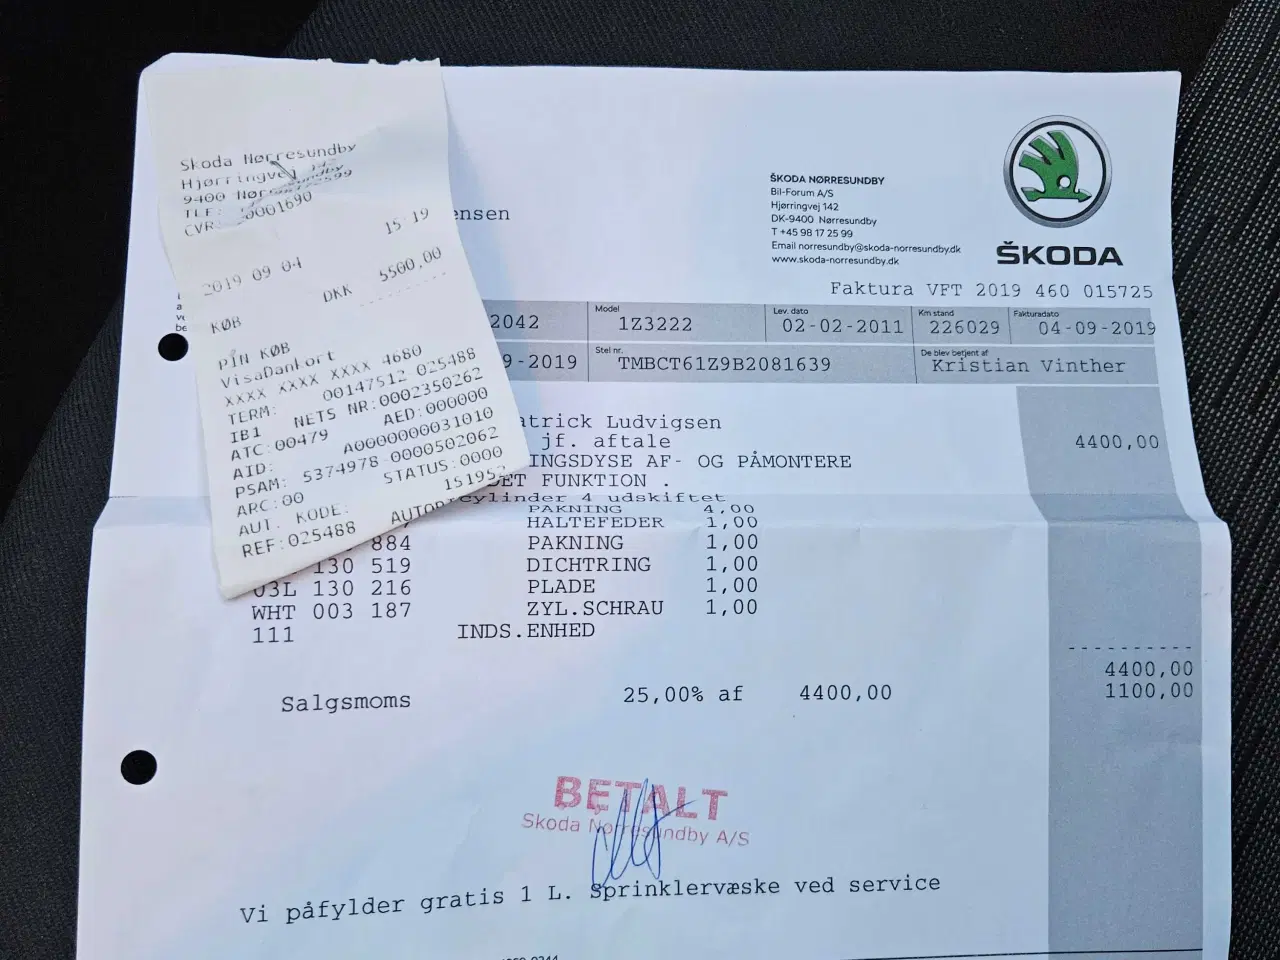 Skoda Nørresundby
Hjørringvej
9400
TLF:
CVR
15:19
2019 09 04
DKK 5500,00
KØB
PIN KØB
VisaDankort
XXXX XXXX XXXX 4680
TERM: 00147512 025488
IB1 NETS NR:0002350262
ATC:00479 AED:000000
AID: A0000000031010
PSAM: 5374978 0000502062
ARC:00 STATUS:0000
AUT. KODE: 151952
REF:025488
ensen
ŠKODA NØRRESUNDBY
Bil-Forum A/S
Hjørringvej 142
DK-9400 Nørresundby
T +45 98 17 25 99
Email norresundby@skoda-norresundby.dk
www.skoda-norresundby.dk
ŠKODA
Faktura VFT 2019 460 015725
2042
Model
1Z3222
Lev. dato
02-02-2011
Km stand
226029
Fakturadato
04-09-2019
9-2019
Stel nr.
TMBCT61Z9B2081639
De blev betjent af
Kristian Vinther
atrick Ludvigsen
jf. aftale 4400,00
INGSDYSE AF- OG PÅMONTERE
DET FUNKTION .
cylinder 4 udskiftet
PAKNING 4,00
HALTEFEDER 1,00
884 PAKNING 1,00
130 519 DICHTRING 1,00
03L 130 216 PLADE 1,00
WHT 003 187 ZYL.SCHRAU 1,00
111 INDS.ENHED
4400,00
Salgsmoms 25,00% af 4400,00 1100,00
BETALT
Skoda Nørresundby A/S
Vi påfylder gratis 1 L. Sprinklervæske ved service